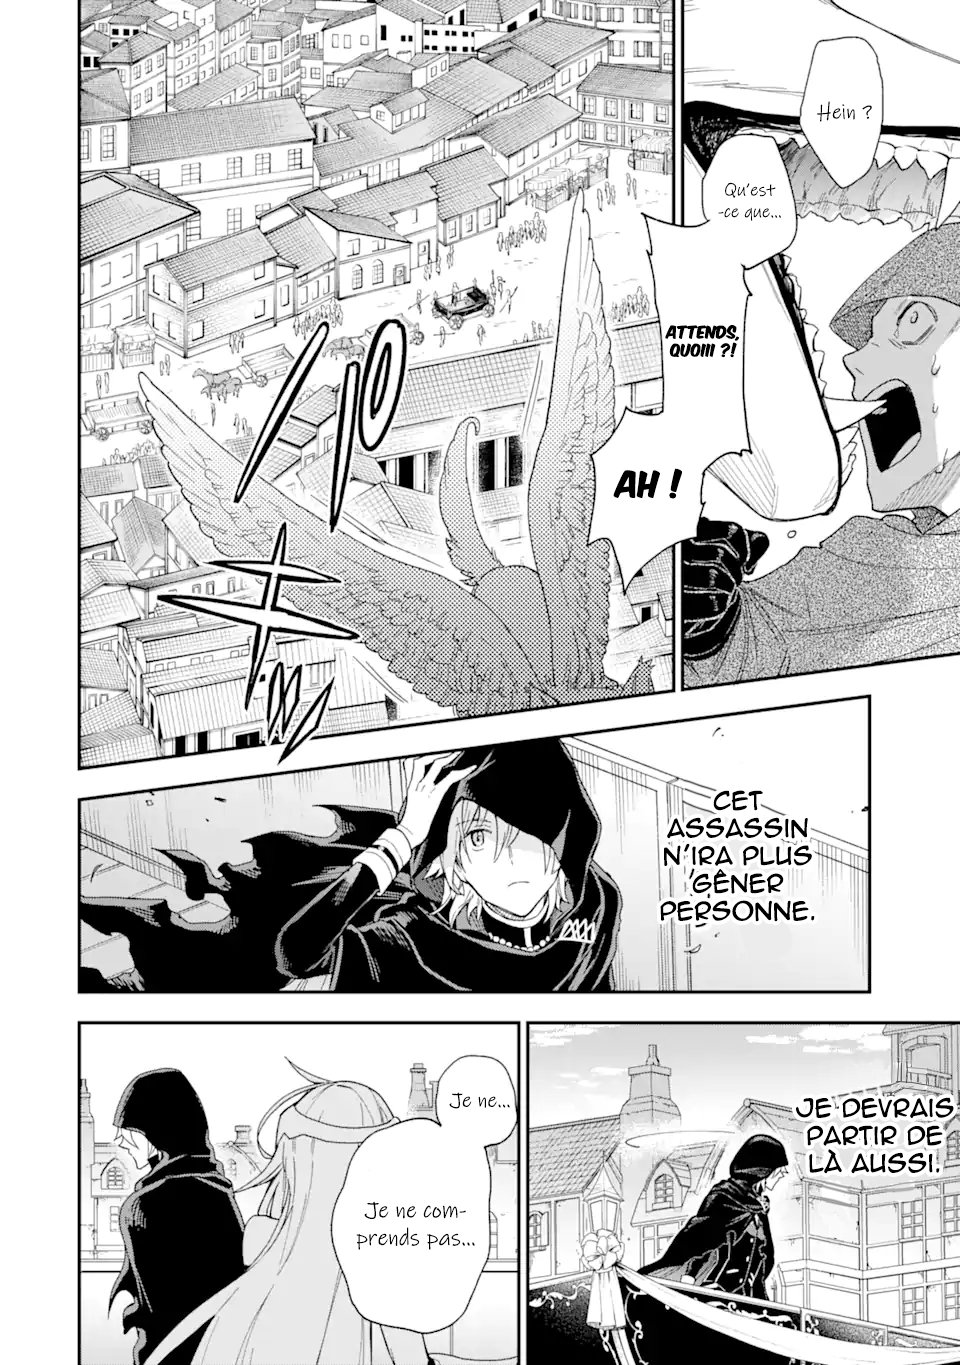 Hein ?
Qu'est
-ce que...
ATTENDS,
QUOIII ?!
AH !
CET
ASSASSIN
N'IRA PLUS
GÊNER
PERSONNE.
JE DEVRAIS
PARTIR DE
LÀ AUSSI.
Je ne...
Je ne com-
prends pas...